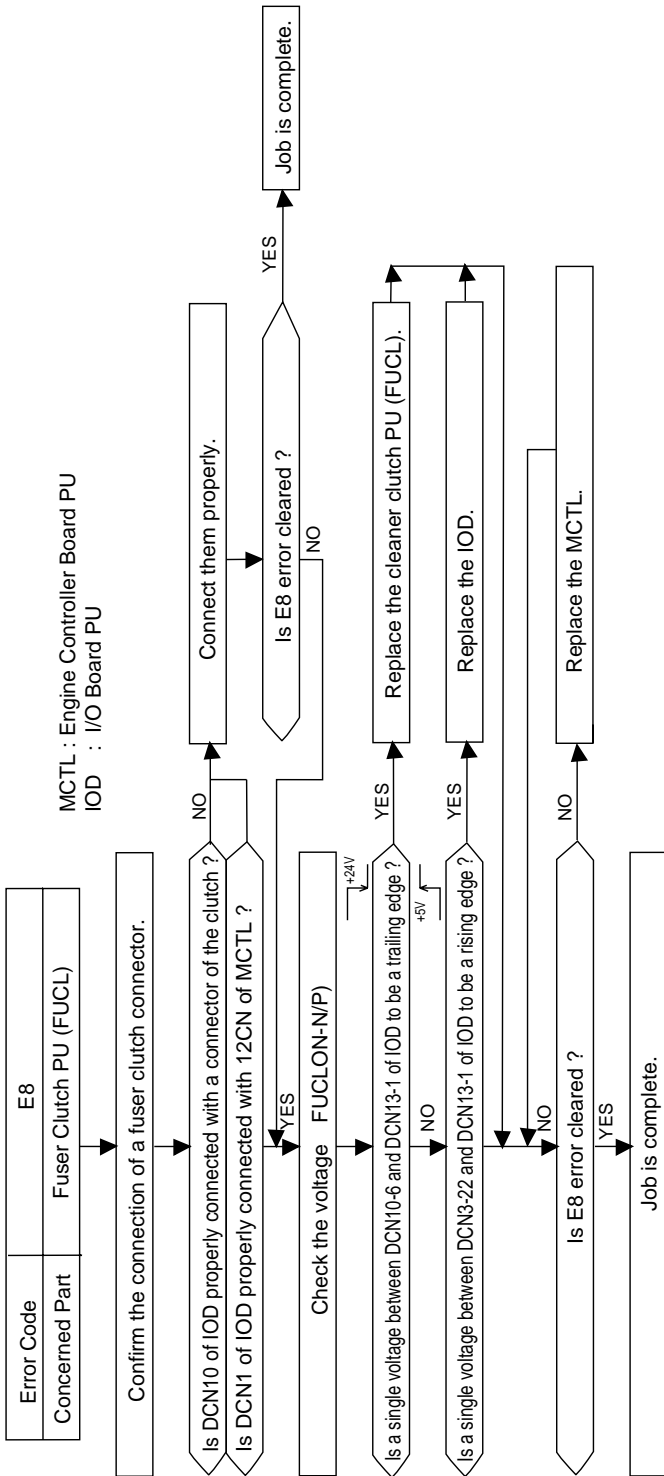 Error Code E8
Concerned Part Fuser Clutch PU (FUCL)
MCTL : Engine Controller Board PU
IOD : I/O Board PU
Confirm the connection of a fuser clutch connector.
Is DCN10 of IOD properly connected with a connector of the clutch ?
NO
Is DCN1 of IOD properly connected with 12CN of MCTL ?
Connect them properly.
Is E8 error cleared ?
YES
Job is complete.
NO
YES
Check the voltage FUCLON-N/P)
+24V
Is a single voltage between DCN10-6 and DCN13-1 of IOD to be a trailing edge ?
YES
Replace the cleaner clutch PU (FUCL).
NO
+5V
Is a single voltage between DCN3-22 and DCN13-1 of IOD to be a rising edge ?
YES
Replace the IOD.
NO
Is E8 error cleared ?
NO
Replace the MCTL.
YES
Job is complete.